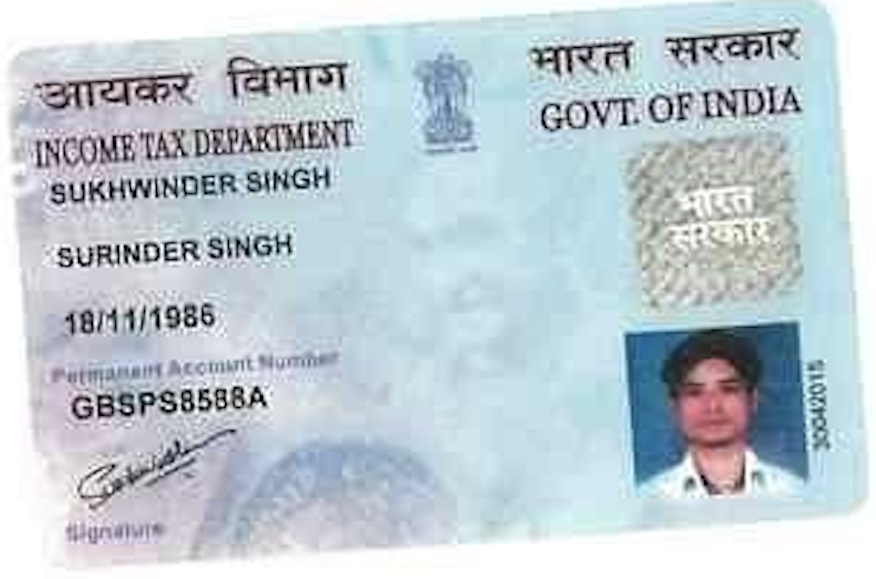 आयकर विभाग
INCOME TAX DEPARTMENT
भारत सरकार
GOVT. OF INDIA
SUKHWINDER SINGH
SURINDER SINGH
18/11/1986
Permanent Account Number
GBSPS8588A
Signature
भारत
सरकार
30042015